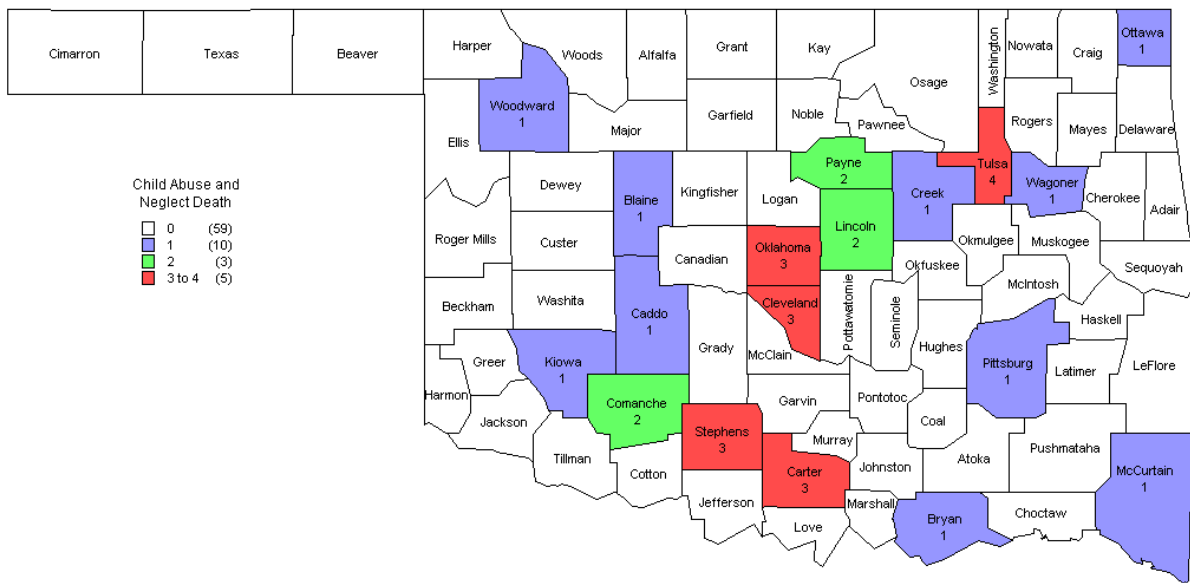 Cimarron
Texas
Beaver
Harper
Woods
Alfalfa
Grant
Kay
Osage
Washington
Nowata
Craig
Ottawa
1
Woodward
1
Ellis
Major
Garfield
Noble
Pawnee
Rogers
Mayes
Delaware
Child Abuse and
Neglect Death
0 (59)
1 (10)
2 (3)
3 to 4 (5)
Dewey
Blaine
1
Kingfisher
Logan
Payne
2
Creek
1
Tulsa
4
Wagoner
1
Cherokee
Adair
Roger Mills
Custer
Canadian
Oklahoma
3
Lincoln
2
Okfuskee
Okmulgee
Muskogee
Sequoyah
McIntosh
Beckham
Washita
Caddo
1
Grady
Cleveland
3
McClain
Pottawatomie
Seminole
Hughes
Pittsburg
1
Haskell
Latimer
LeFlore
Greer
Kiowa
1
Harmon
Jackson
Comanche
2
Stephens
3
Garvin
Pontotoc
Coal
Tillman
Cotton
Murray
Carter
3
Johnston
Atoka
Pushmataha
McCurtain
1
Jefferson
Love
Marshall
Bryan
1
Choctaw